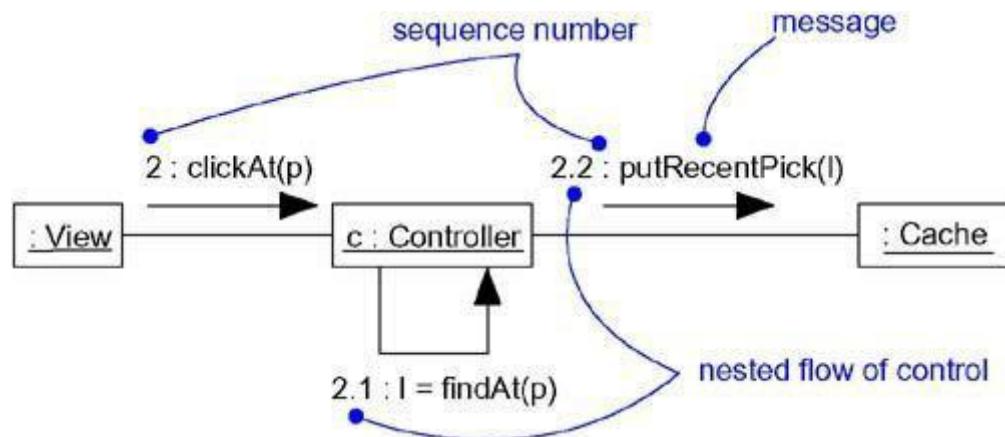 sequence number
message
2 : clickAt(p)
2.2 : putRecentPick(l)
: View
c : Controller
: Cache
2.1 : l = findAt(p)
nested flow of control